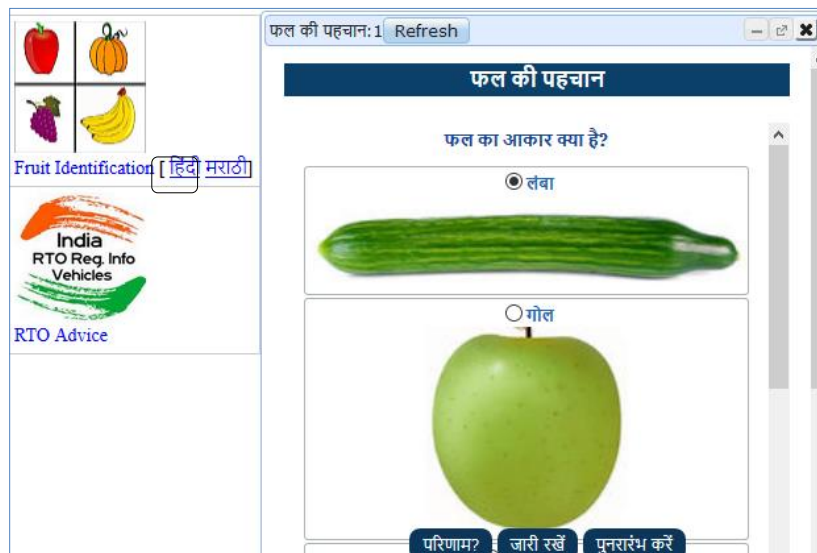 फल की पहचान:1 Refresh
फल की पहचान
फल का आकार क्या है?
लंबा
गोल
परिणाम? जारी रखें पुनरारंभ करें
Fruit Identification [ हिंदी मराठी]
India
RTO Reg. Info
Vehicles
RTO Advice